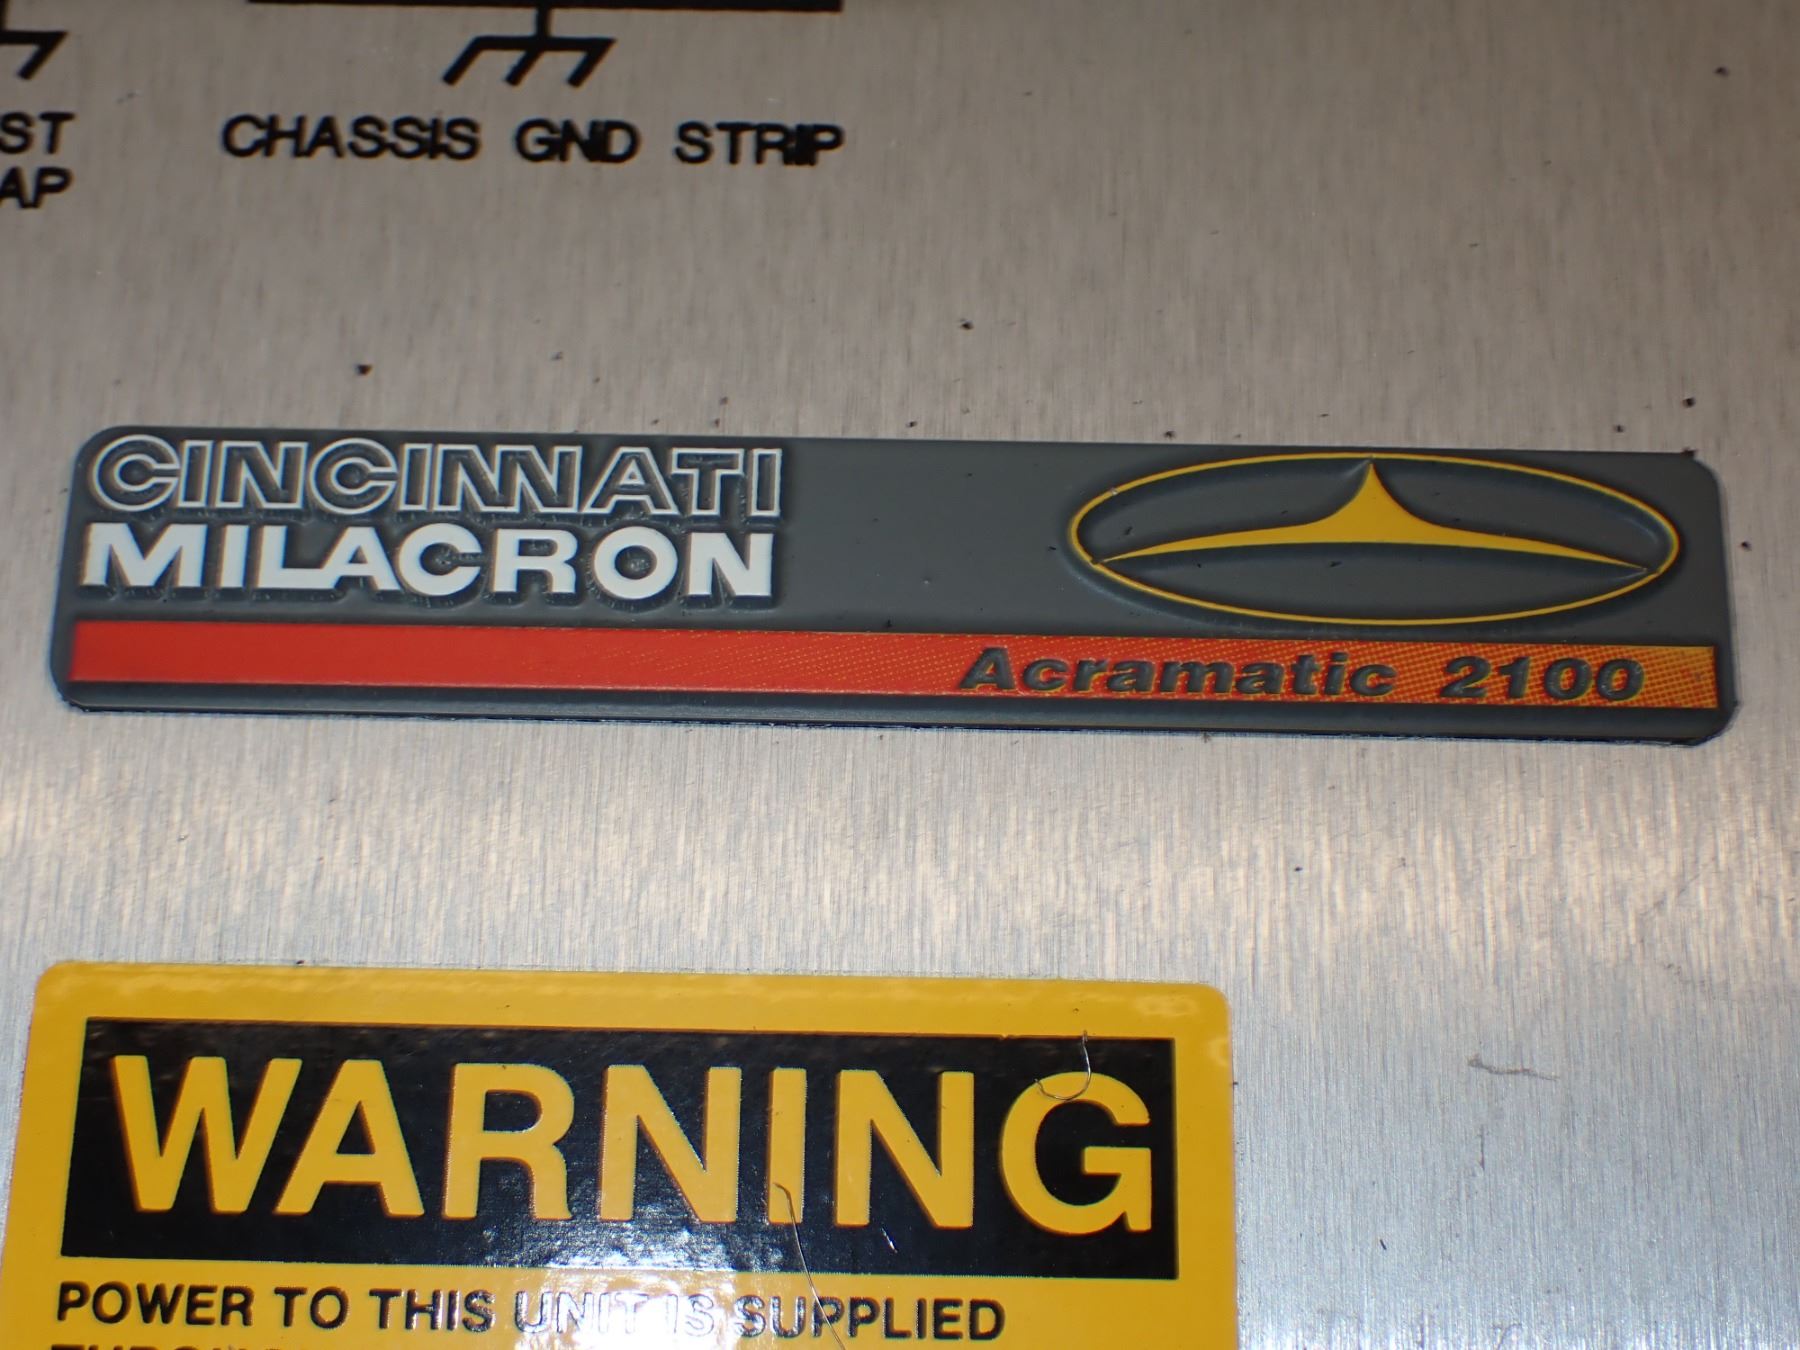 ST
AP
CHASSIS GND STRIP
CINCINNATI
MILACRON
Acramatic 2100
WARNING
POWER TO THIS UNIT IS SUPPLIED